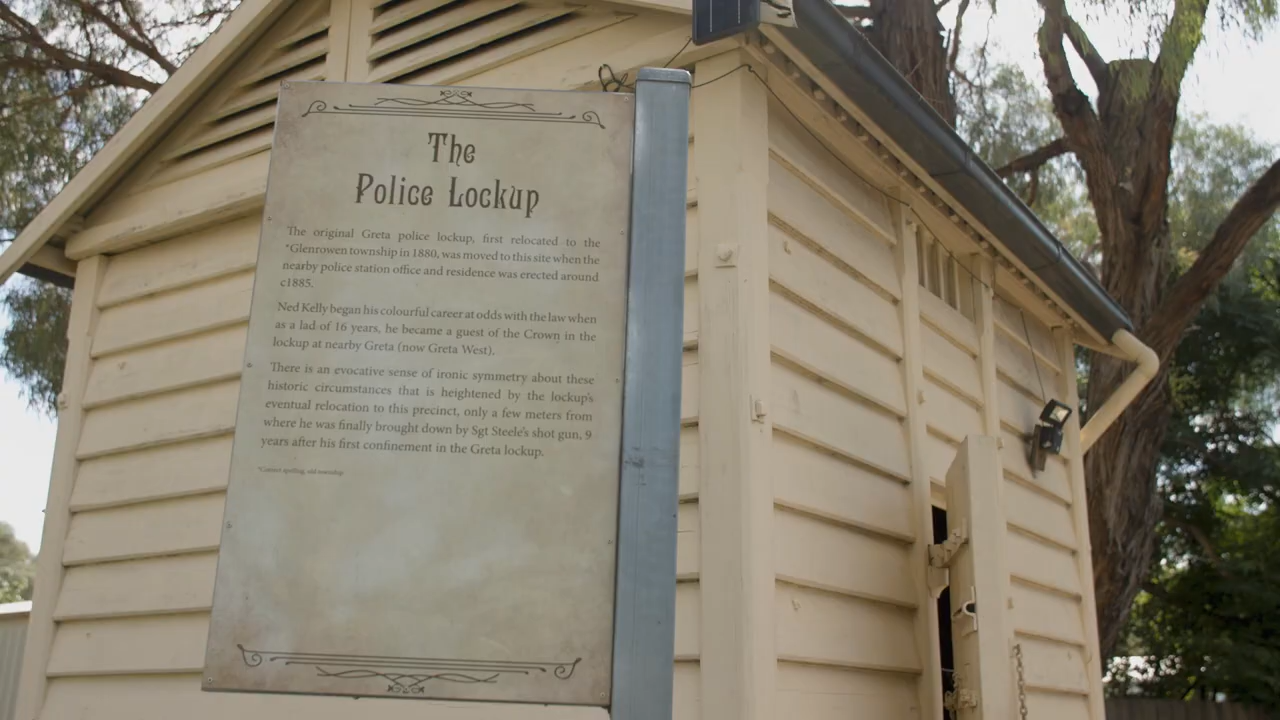 The
Police Lockup
The original Greta police lockup, first relocated to the
*Glenrowen township in 1880, was moved to this site when the
nearby police station office and residence was erected around
c1885.
Ned Kelly began his colourful career at odds with the law when
as a lad of 16 years, he became a guest of the Crown in the
lockup at nearby Greta (now Greta West).
There is an evocative sense of ironic symmetry about these
historic circumstances that is heightened by the lockup's
eventual relocation to this precinct, only a few meters from
where he was finally brought down by Sgt Steele's shot gun, 9
years after his first confinement in the Greta lockup.
*Correct spelling, old township